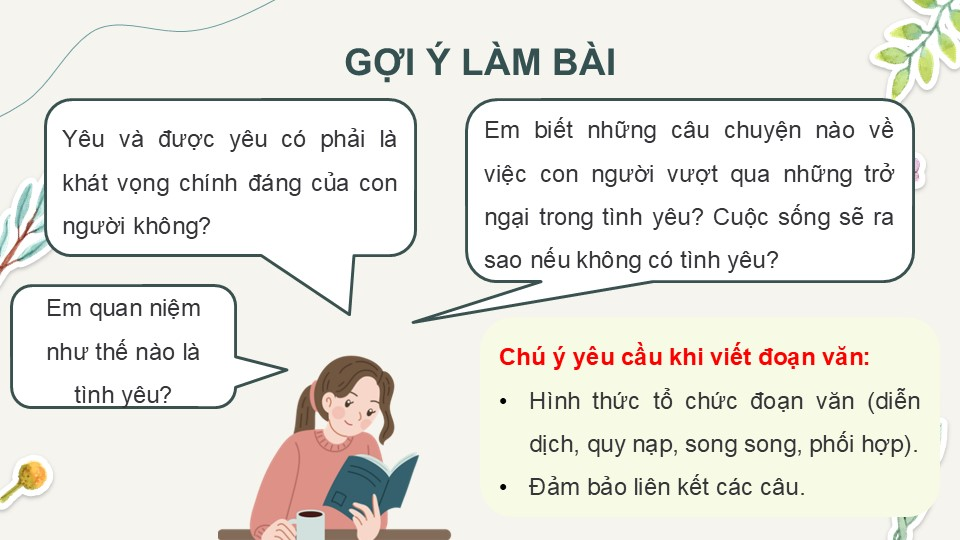 GỢI Ý LÀM BÀI
Yêu và được yêu có phải là
khát vọng chính đáng của con
người không?
Em biết những câu chuyện nào về
việc con người vượt qua những trở
ngại trong tình yêu? Cuộc sống sẽ ra
sao nếu không có tình yêu?
Em quan niệm
như thế nào là
tình yêu?
Chú ý yêu cầu khi viết đoạn văn:
• Hình thức tổ chức đoạn văn (diễn
dịch, quy nạp, song song, phối hợp).
• Đảm bảo liên kết các câu.